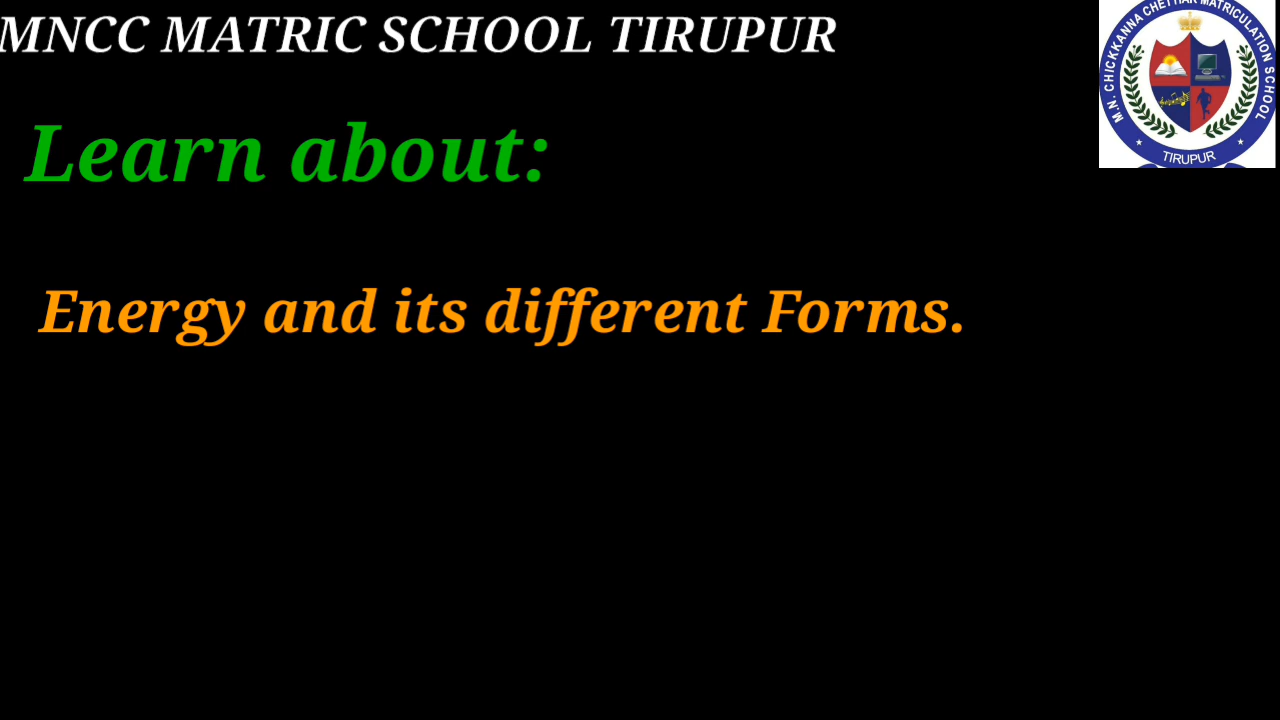 MNCC MATRIC SCHOOL TIRUPUR
M.N. CHICKKANNA CHETTIAR MATRICULATION SCHOOL
TIRUPUR
Learn about:
Energy and its different Forms.